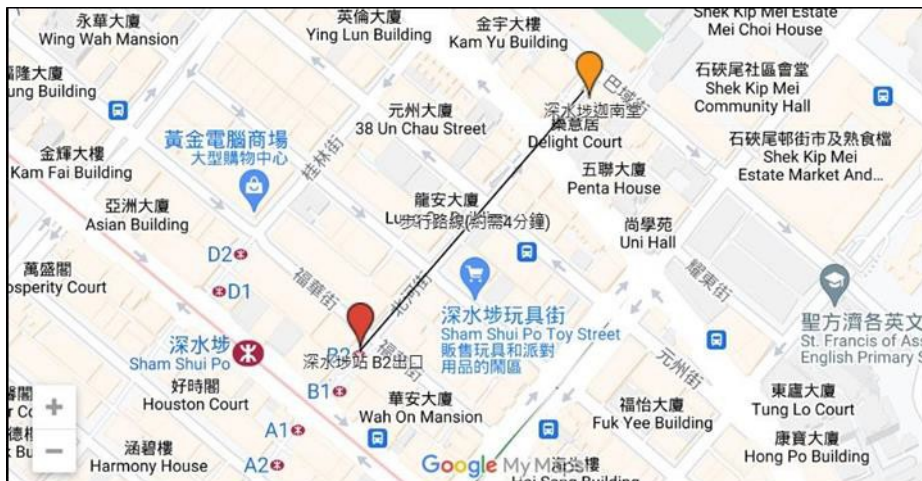 永華大廈
Wing Wah Mansion
英倫大廈
Ying Lun Building
金宇大樓
Kam Yu Building
Shek Kip Mei Estate
Mei Choi House
隆大廈
ung Building
元州大廈
38 Un Chau Street
巴域街
石硤尾社區會堂
Shek Kip Mei
Community Hall
深水埗迦南堂
樂意居
Delight Court
黃金電腦商場
大型購物中心
桂林街
金輝大樓
Kam Fai Building
石硤尾邨街市及熟食檔
Shek Kip Mei
Estate Market And...
五聯大廈
Penta House
亞洲大廈
Asian Building
龍安大廈
步行路線(約需4分鐘)
尚學苑
Uni Hall
D2
D1
萬盛閣
osperity Court
福華街
北河街
耀東街
深水埗玩具街
Sham Shui Po Toy Street
販售玩具和派對
用品的鬧區
聖方濟各英文
St. Francis of Ass
English Primary S
深水埗
Sham Shui Po
深水埗站 B2出口
福華街
元州街
好時閣
Houston Court
B1
華安大廈
Wah On Mansion
福怡大廈
Fuk Yee Building
東廬大廈
Tung Lo Court
A1
涵碧樓
Harmony House
A2
康寶大廈
Hong Po Building
Google My Maps
Hai Sang Building
+
−